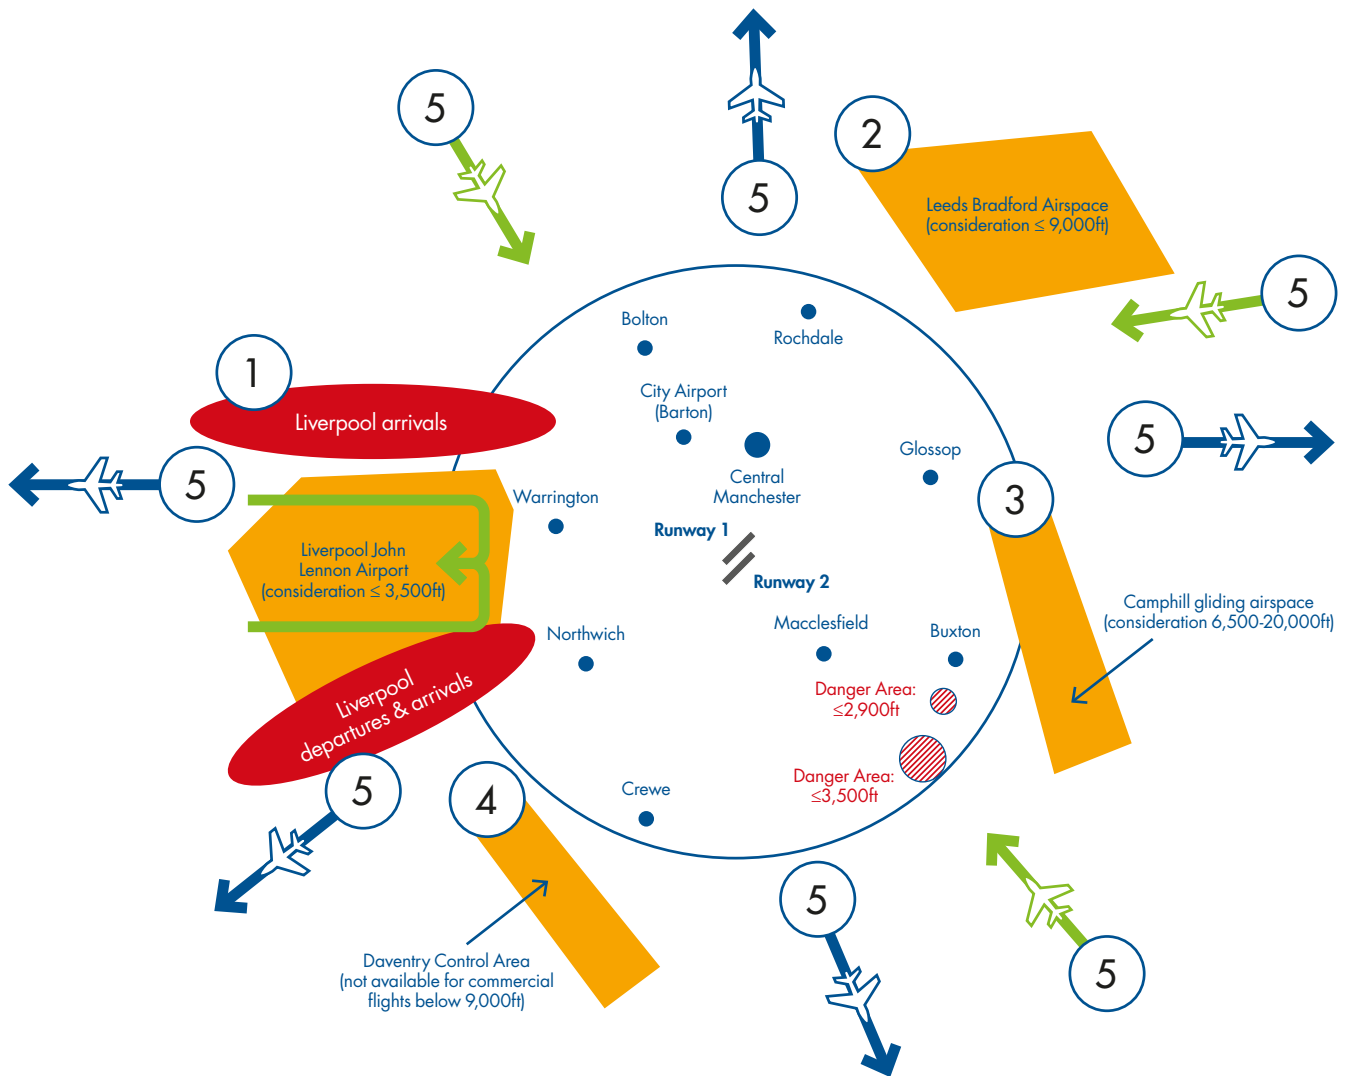 5
5
2
Leeds Bradford Airspace
(consideration ≤ 9,000ft)
5
Bolton
Rochdale
1
City Airport
(Barton)
Liverpool arrivals
5
Glossop
5
Central
Manchester
3
Warrington
Runway 1
Liverpool John
Lennon Airport
(consideration ≤ 3,500ft)
Runway 2
Camphill gliding airspace
(consideration 6,500-20,000ft)
Northwich
Macclesfield
Buxton
Liverpool
departures & arrivals
Danger Area:
≤2,900ft
5
4
Danger Area:
≤3,500ft
Crewe
5
Daventry Control Area
(not available for commercial
flights below 9,000ft)
5